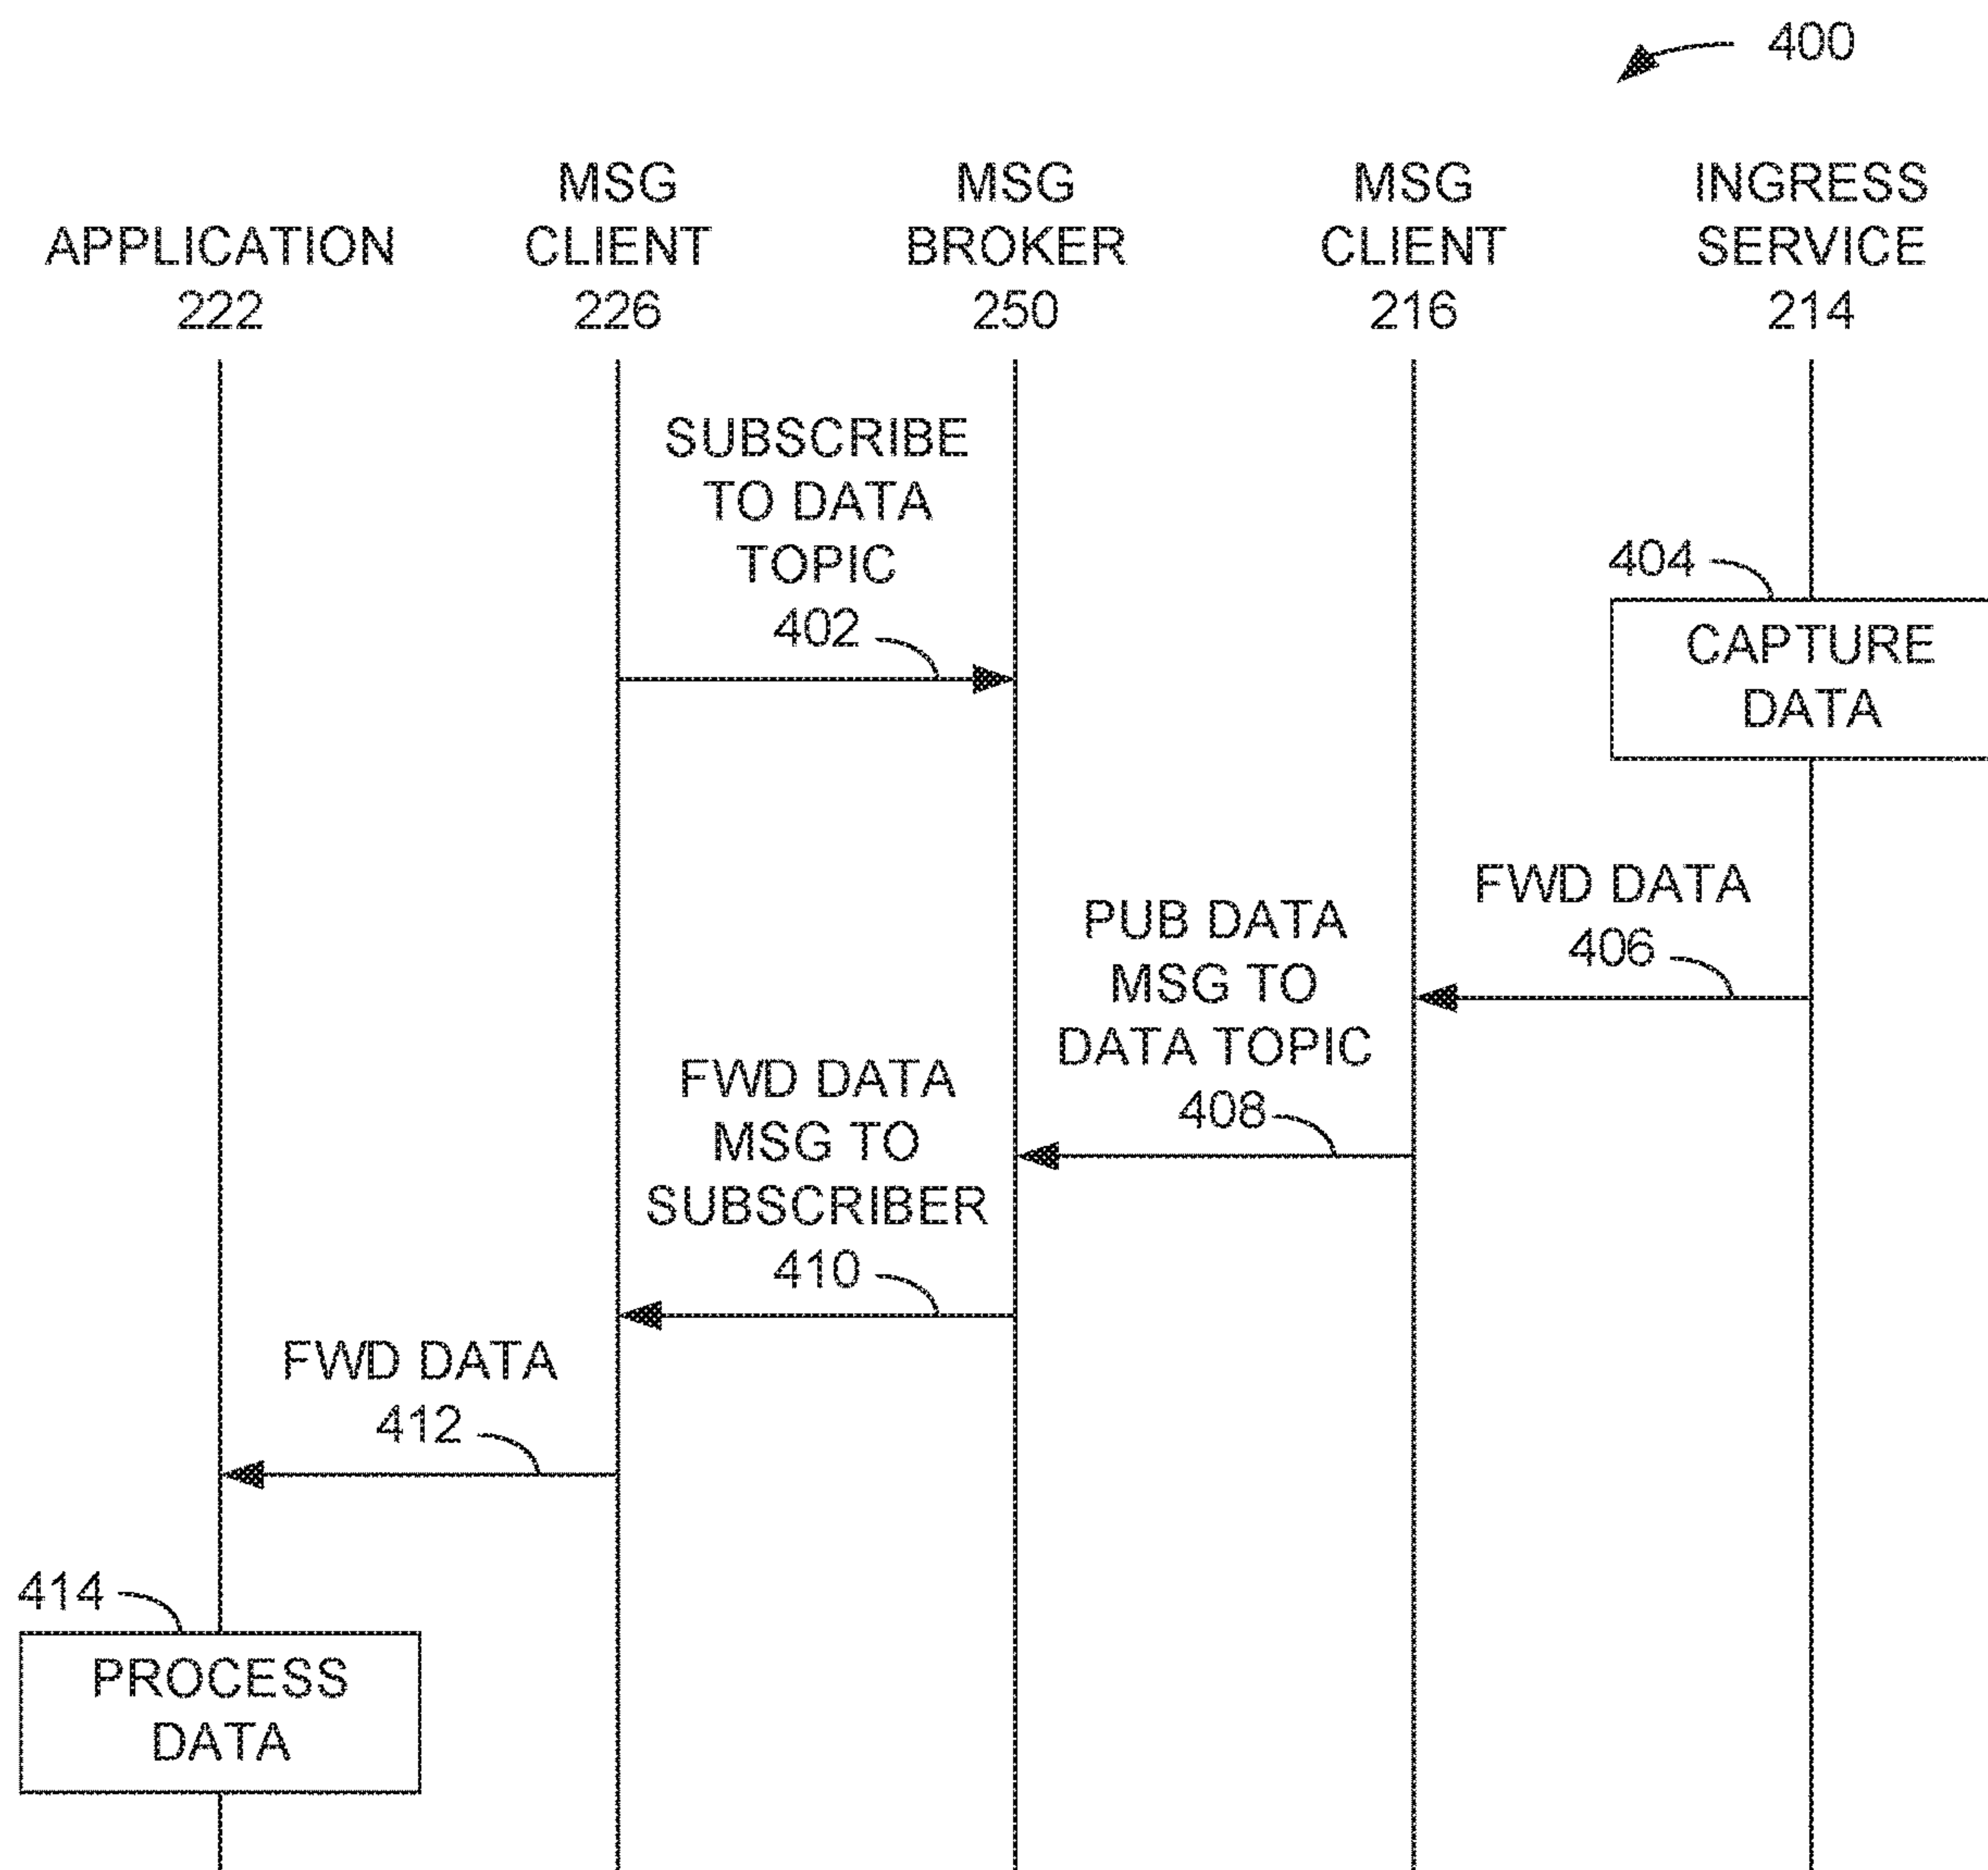 400
APPLICATION
222
MSG
CLIENT
226
MSG
BROKER
250
MSG
CLIENT
216
INGRESS
SERVICE
214
SUBSCRIBE
TO DATA
TOPIC
402
404
CAPTURE
DATA
FWD DATA
406
PUB DATA
MSG TO
DATA TOPIC
408
FWD DATA
MSG TO
SUBSCRIBER
410
FWD DATA
412
414
PROCESS
DATA